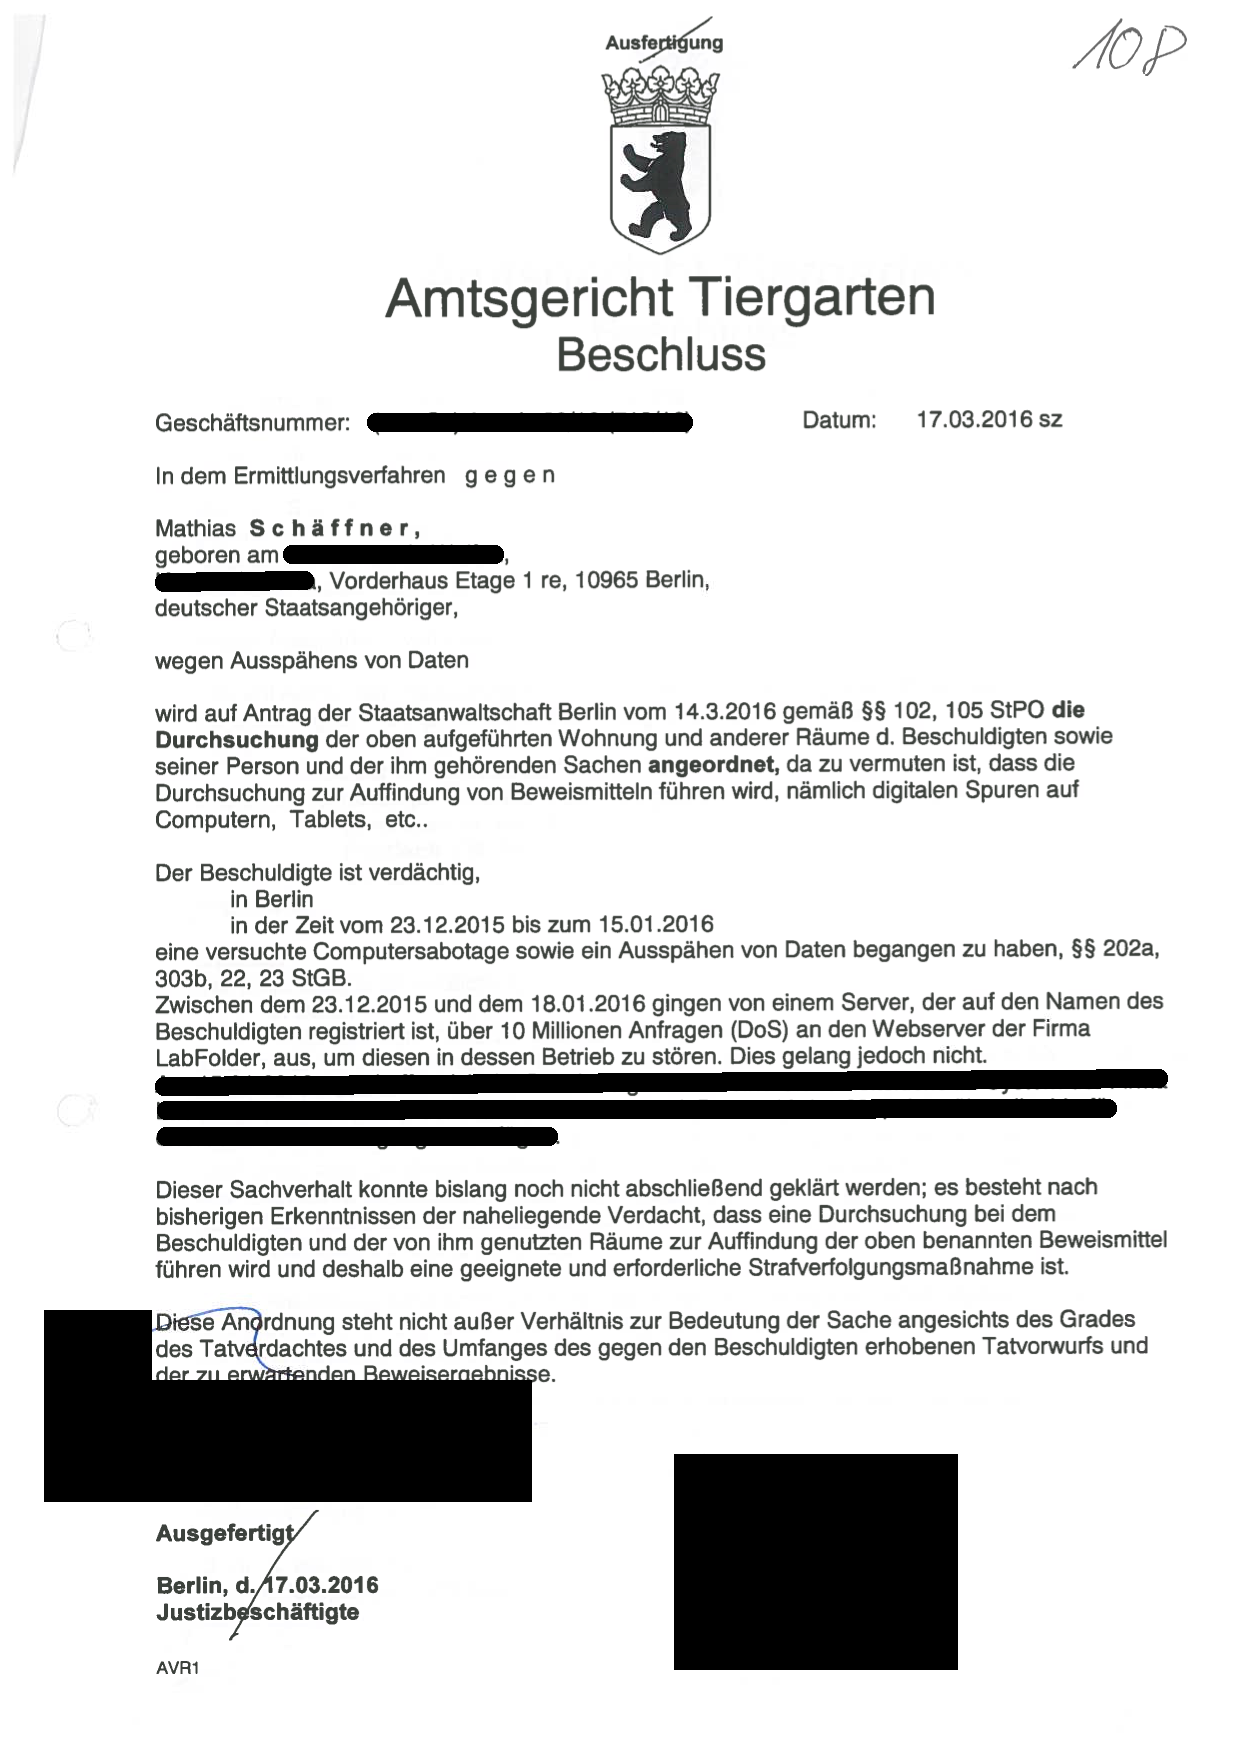 Ausfertigung
108
Amtsgericht Tiergarten
Beschluss
Geschäftsnummer: Datum: 17.03.2016 sz
In dem Ermittlungsverfahren g e g e n
Mathias S c h ä f f n e r ,
geboren am ,
, Vorderhaus Etage 1 re, 10965 Berlin,
deutscher Staatsangehöriger,
wegen Ausspähens von Daten
wird auf Antrag der Staatsanwaltschaft Berlin vom 14.3.2016 gemäß §§ 102, 105 StPO die
Durchsuchung der oben aufgeführten Wohnung und anderer Räume d. Beschuldigten sowie
seiner Person und der ihm gehörenden Sachen angeordnet, da zu vermuten ist, dass die
Durchsuchung zur Auffindung von Beweismitteln führen wird, nämlich digitalen Spuren auf
Computern, Tablets, etc..
Der Beschuldigte ist verdächtig,
in Berlin
in der Zeit vom 23.12.2015 bis zum 15.01.2016
eine versuchte Computersabotage sowie ein Ausspähen von Daten begangen zu haben, §§ 202a,
303b, 22, 23 StGB.
Zwischen dem 23.12.2015 und dem 18.01.2016 gingen von einem Server, der auf den Namen des
Beschuldigten registriert ist, über 10 Millionen Anfragen (DoS) an den Webserver der Firma
LabFolder, aus, um diesen in dessen Betrieb zu stören. Dies gelang jedoch nicht.
Dieser Sachverhalt konnte bislang noch nicht abschließend geklärt werden; es besteht nach
bisherigen Erkenntnissen der naheliegende Verdacht, dass eine Durchsuchung bei dem
Beschuldigten und der von ihm genutzten Räume zur Auffindung der oben benannten Beweismittel
führen wird und deshalb eine geeignete und erforderliche Strafverfolgungsmaßnahme ist.
Diese Anordnung steht nicht außer Verhältnis zur Bedeutung der Sache angesichts des Grades
des Tatverdachtes und des Umfanges des gegen den Beschuldigten erhobenen Tatvorwurfs und
der zu erwartenden Beweisergebnisse.
Ausgefertigt
Berlin, d. 17.03.2016
Justizbeschäftigte
AVR1